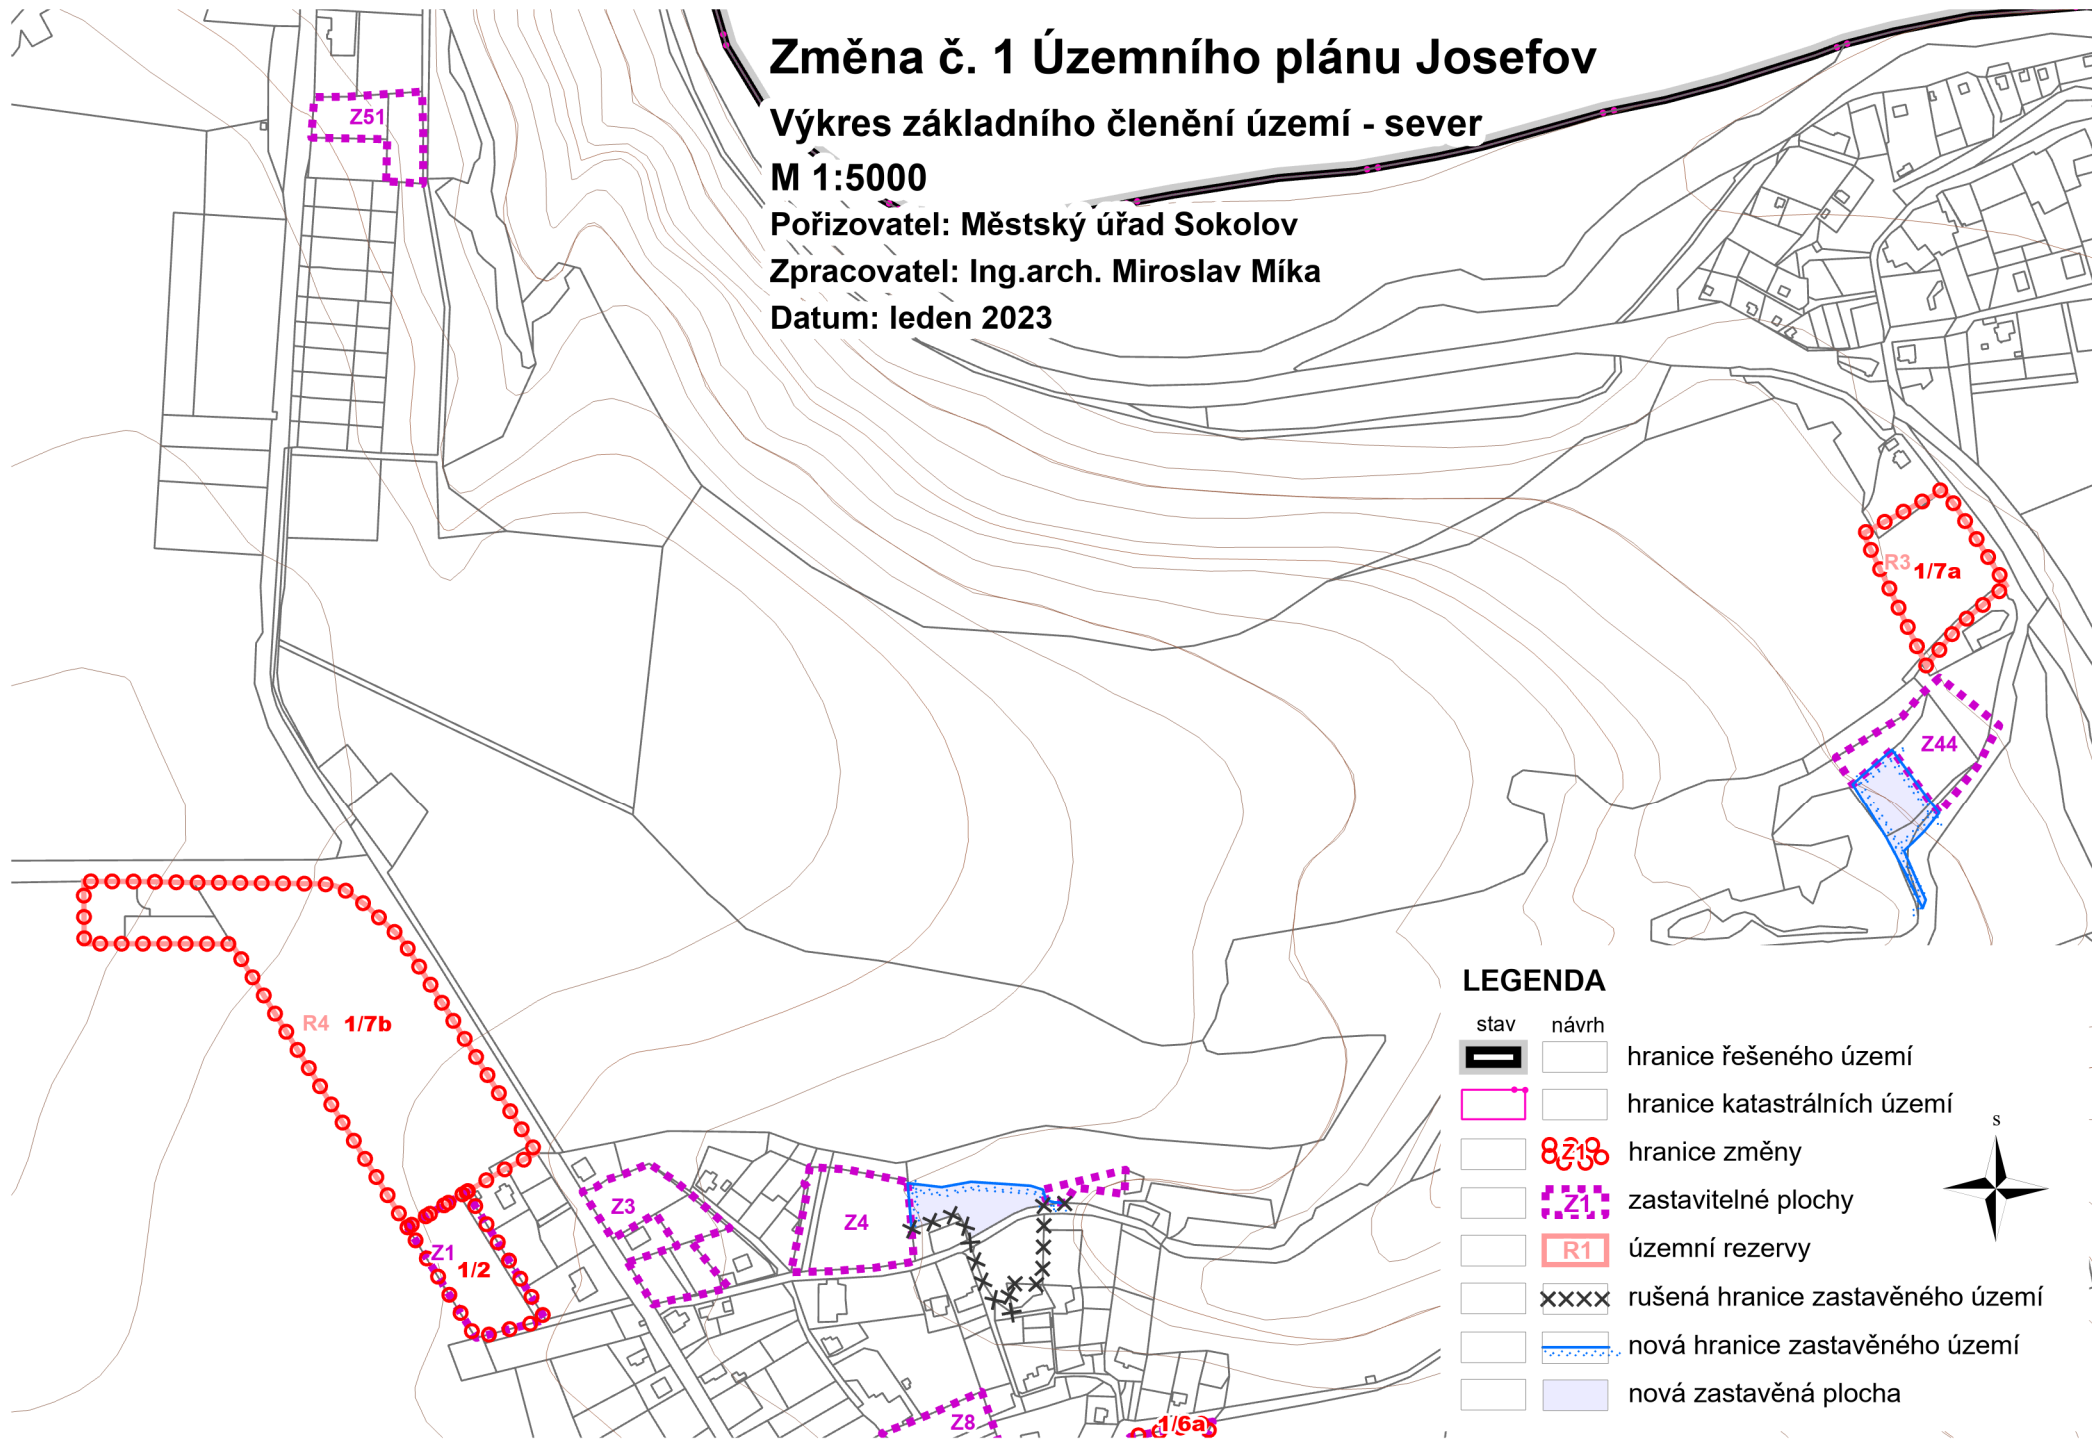 Změna č. 1 Územního plánu Josefov
Výkres základního členění území - sever
M 1:5000
Pořizovatel: Městský úřad Sokolov
Zpracovatel: Ing.arch. Miroslav Míka
Datum: leden 2023
Z51
R3 1/7a
Z44
R4 1/7b
Z3
Z4
Z1
1/2
Z8
1/6a
LEGENDA
stav návrh
hranice řešeného území
hranice katastrálních území
Z1 hranice změny
Z1 zastavitelné plochy
R1 územní rezervy
rušená hranice zastavěného území
nová hranice zastavěného území
nová zastavěná plocha
S